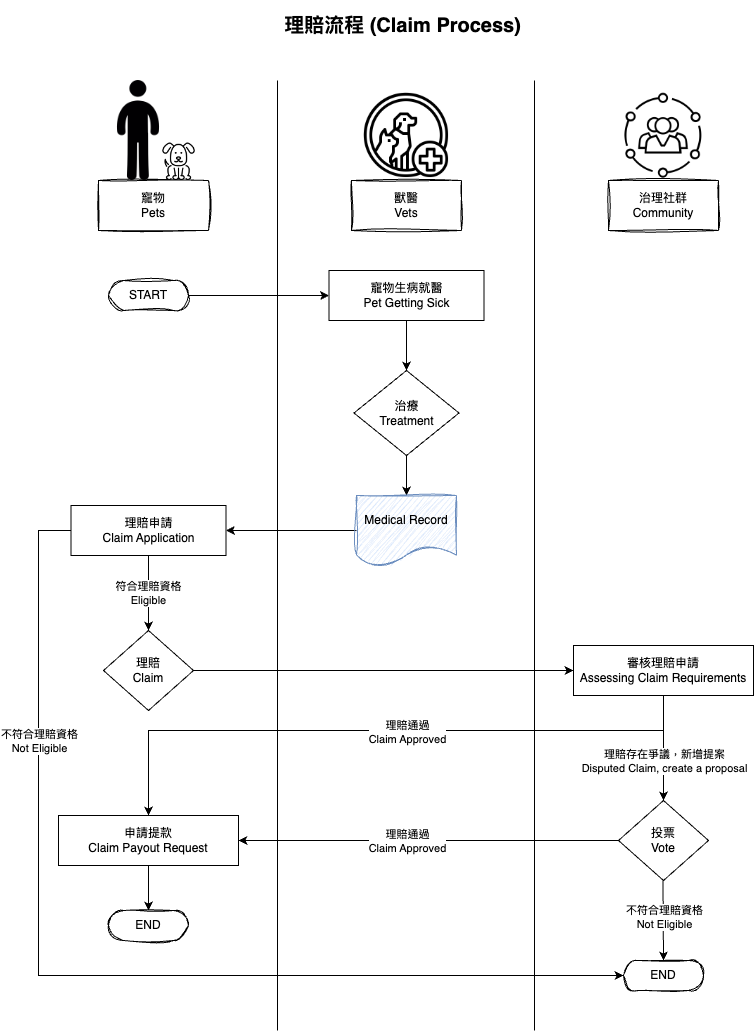 理賠流程 (Claim Process)
寵物
Pets
獸醫
Vets
治理社群
Community
START
寵物生病就醫
Pet Getting Sick
治療
Treatment
Medical Record
理賠申請
Claim Application
符合理賠資格
Eligible
理賠
Claim
審核理賠申請
Assessing Claim Requirements
不符合理賠資格
Not Eligible
理賠通過
Claim Approved
理賠存在爭議，新增提案
Disputed Claim, create a proposal
申請提款
Claim Payout Request
理賠通過
Claim Approved
投票
Vote
不符合理賠資格
Not Eligible
END
END